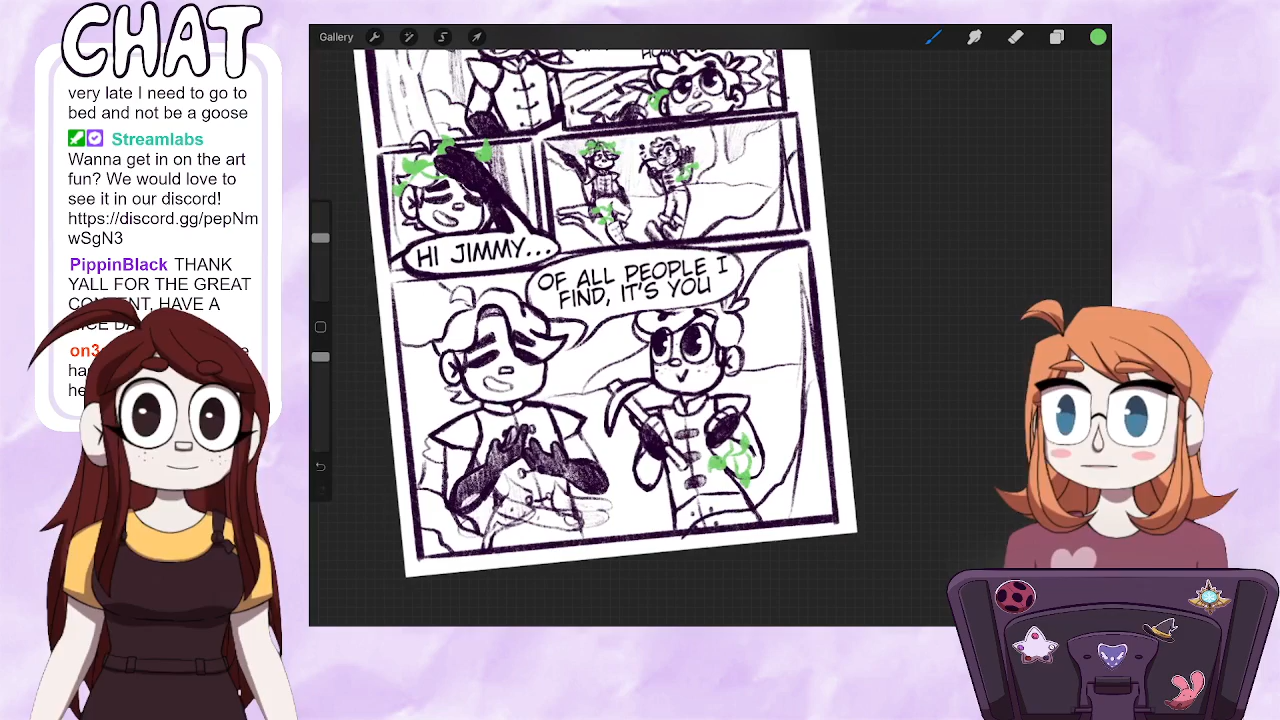 CHAT
very late I need to go to
bed and not be a goose
Streamlabs
Wanna get in on the art
fun? We would love to
see it in our discord!
https://discord.gg/pepNm
wSgN3
PippinBlack THANK
YALL FOR THE GREAT
HAVE A
Gallery
HI JIMMY...
OF ALL PEOPLE I
FIND, IT'S YOU